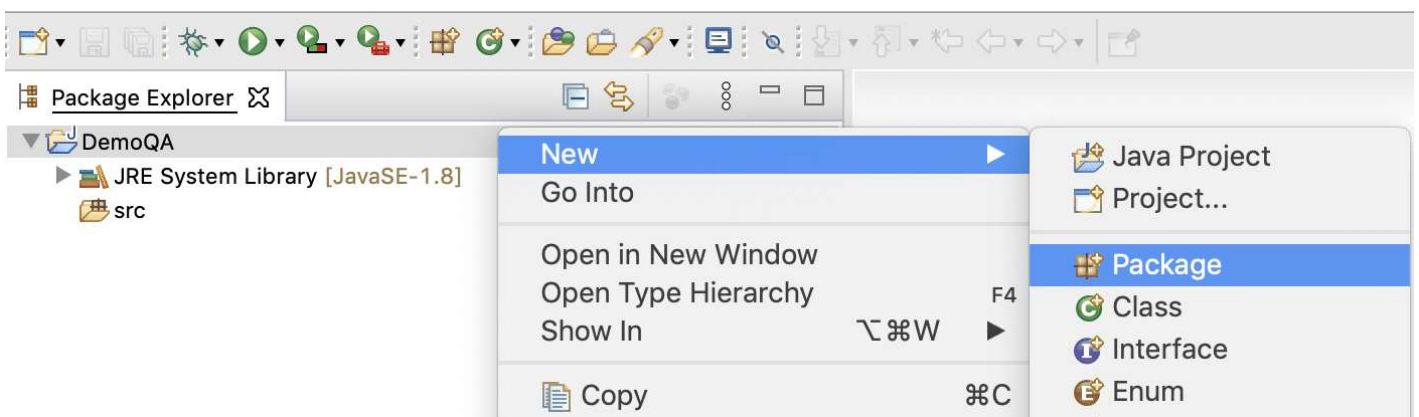 Package Explorer
DemoQA
JRE System Library [JavaSE-1.8]
src
New
Go Into
Open in New Window
Open Type Hierarchy F4
Show In ⌥⌘W
Copy ⌘C
Java Project
Project...
Package
Class
Interface
Enum